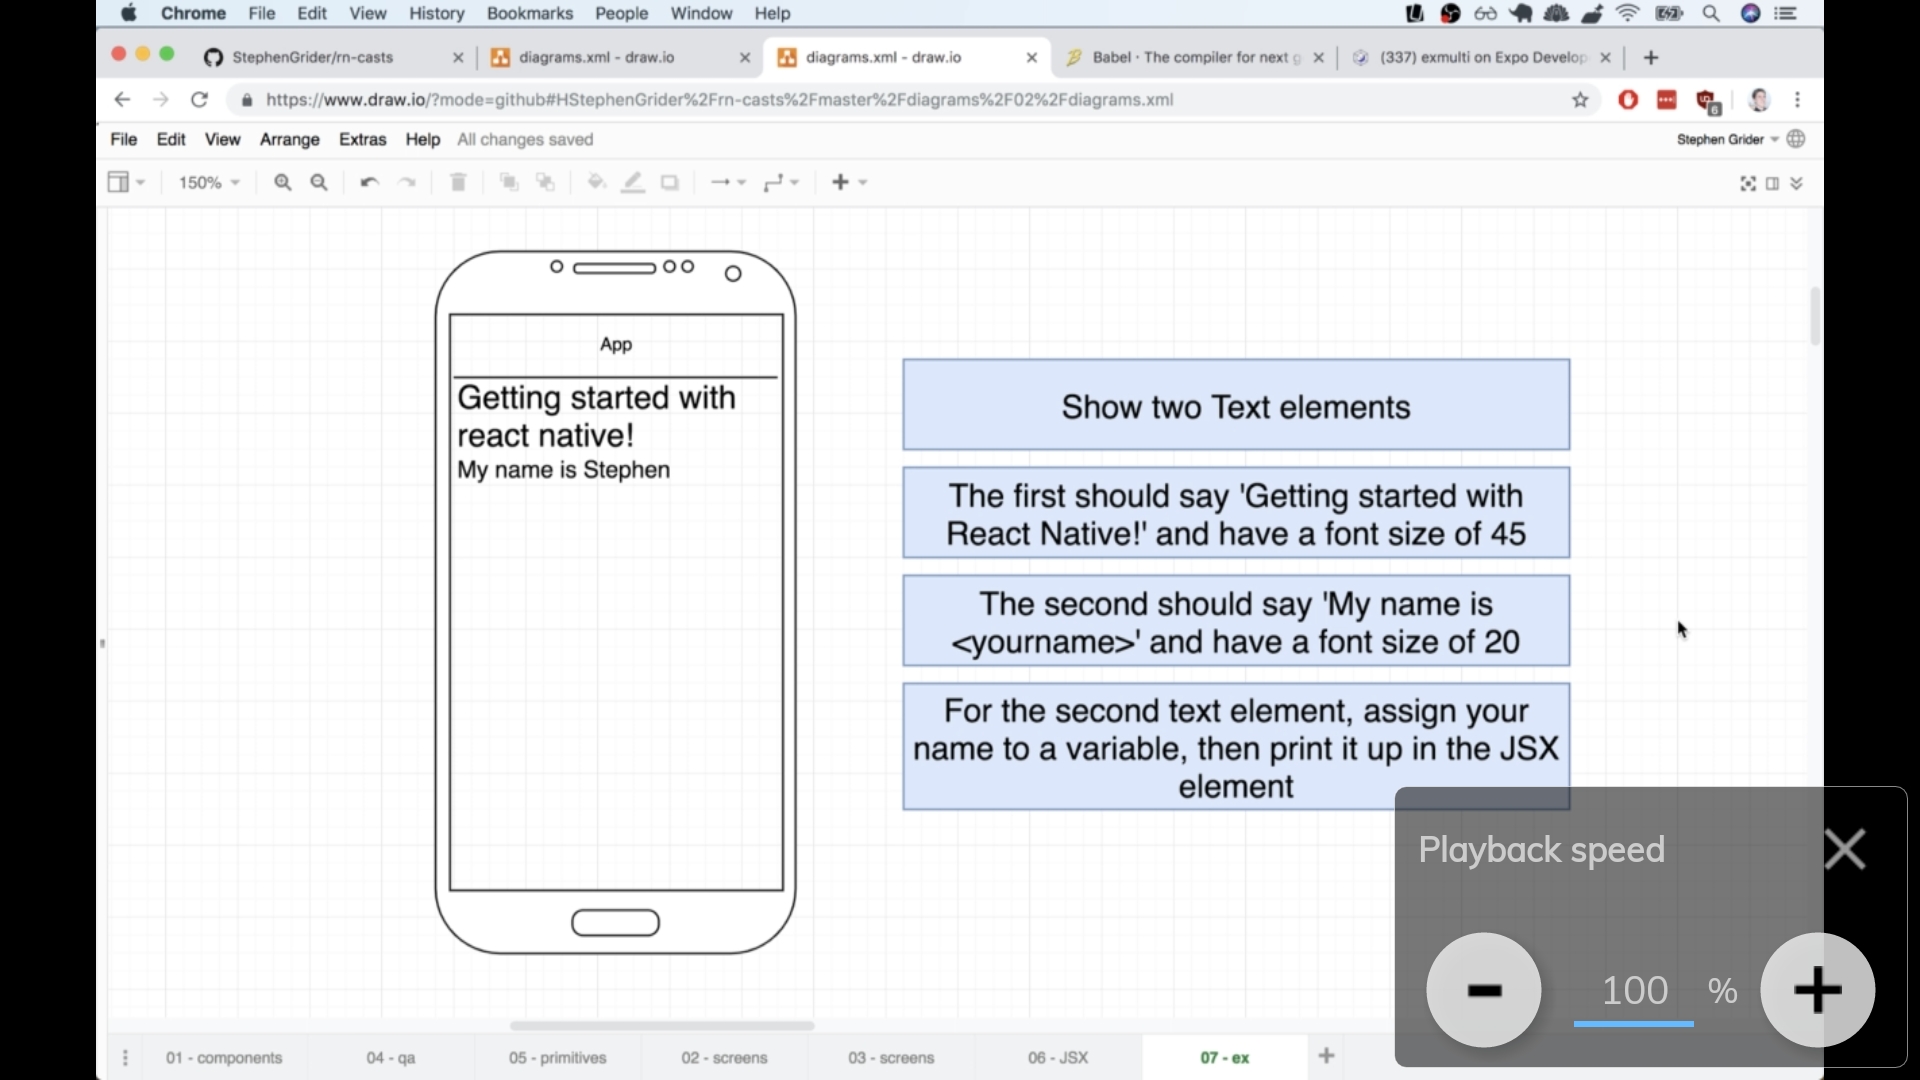 Chrome File Edit View History Bookmarks People Window Help
StephenGrider/rn-casts
diagrams.xml - draw.io
diagrams.xml - draw.io
Babel · The compiler for next g
(337) exmulti on Expo Develop
https://www.draw.io/?mode=github#HStephenGrider%2Frn-casts%2Fmaster%2Fdiagrams%2F02%2Fdiagrams.xml
6
File Edit View Arrange Extras Help All changes saved
Stephen Grider
150%
App
Getting started with
react native!
My name is Stephen
Show two Text elements
The first should say 'Getting started with
React Native!' and have a font size of 45
The second should say 'My name is
<yourname>' and have a font size of 20
For the second text element, assign your
name to a variable, then print it up in the JSX
element
Playback speed
100 %
01 - components
04 - qa
05 - primitives
02 - screens
03 - screens
06 - JSX
07 - ex